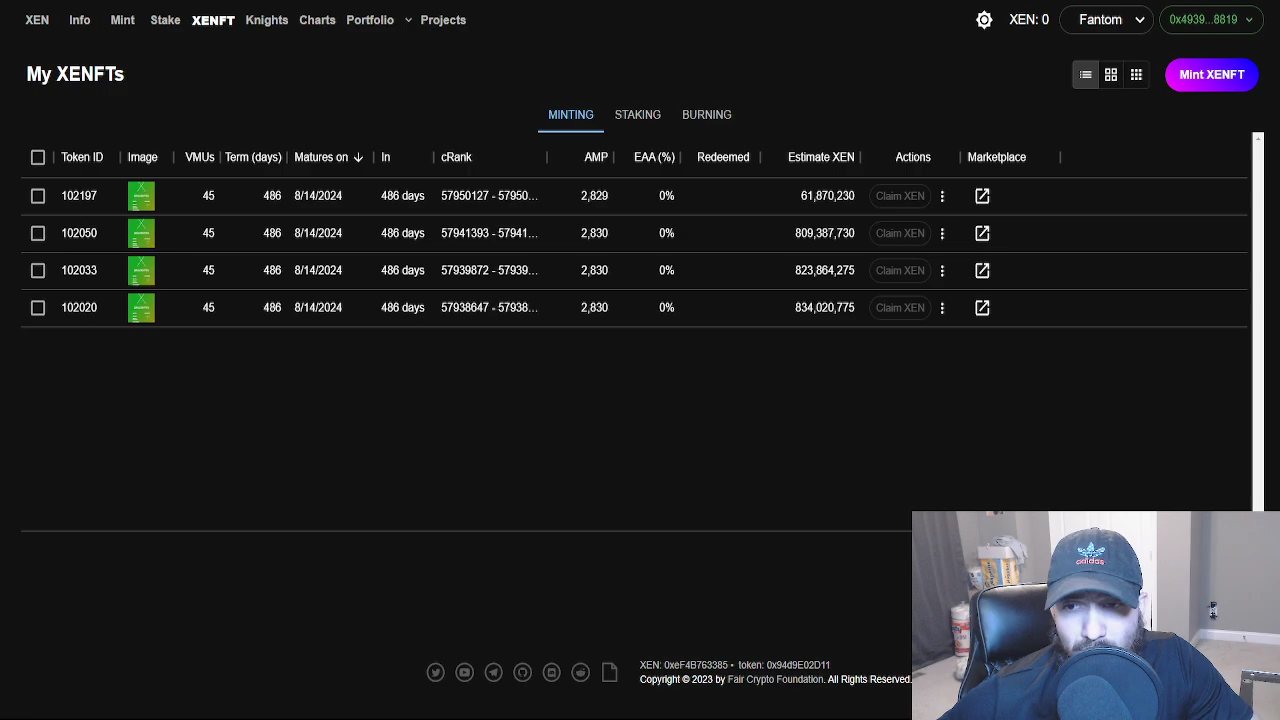 XEN Info Mint Stake XENFT Knights Charts Portfolio Projects XEN: 0 Fantom 0x4939...8819
My XENFTs Mint XENFT
MINTING STAKING BURNING
Token ID Image VMUs Term (days) Matures on In cRank AMP EAA (%) Redeemed Estimate XEN Actions Marketplace
102197 45 486 8/14/2024 486 days 57950127 - 57950... 2,829 0% 61,870,230 Claim XEN
102050 45 486 8/14/2024 486 days 57941393 - 57941... 2,830 0% 809,387,730 Claim XEN
102033 45 486 8/14/2024 486 days 57939872 - 57939... 2,830 0% 823,864,275 Claim XEN
102020 45 486 8/14/2024 486 days 57938647 - 57938... 2,830 0% 834,020,775 Claim XEN
adidas
XEN: 0xeF4B763385 • token: 0x94d9E02D11
Copyright © 2023 by Fair Crypto Foundation. All Rights Reserved.